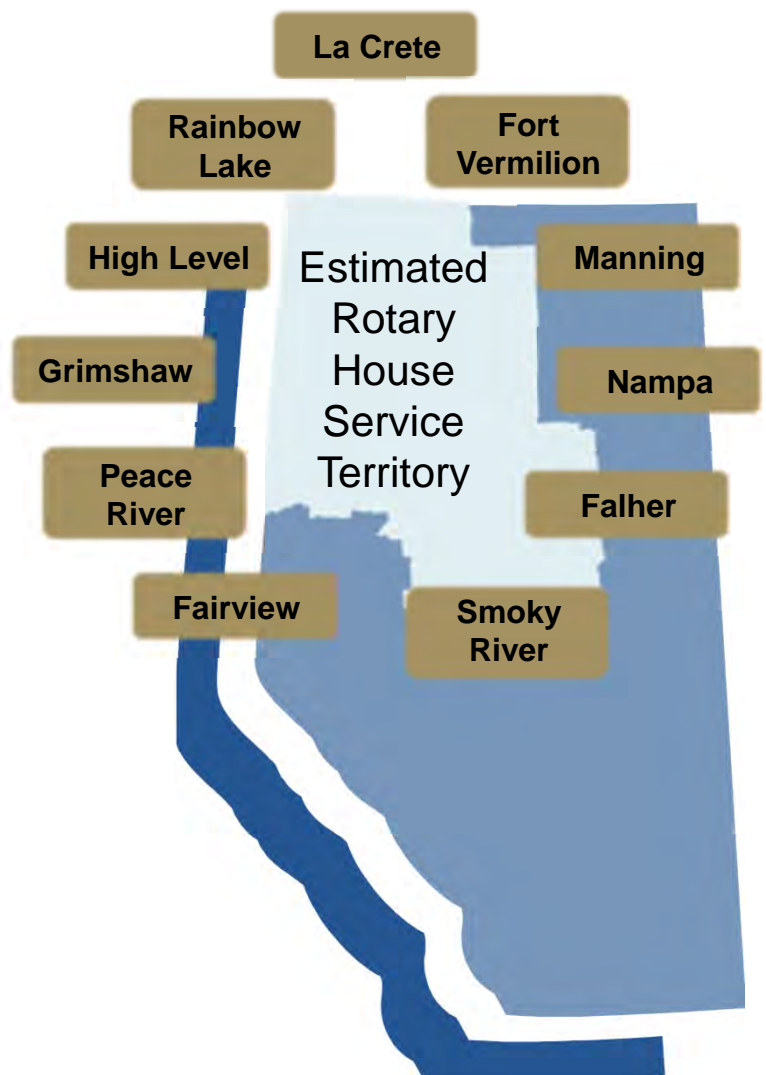 La Crete
Rainbow
Lake
Fort
Vermilion
High Level
Estimated
Rotary
House
Service
Territory
Manning
Grimshaw
Nampa
Peace
River
Falher
Fairview
Smoky
River